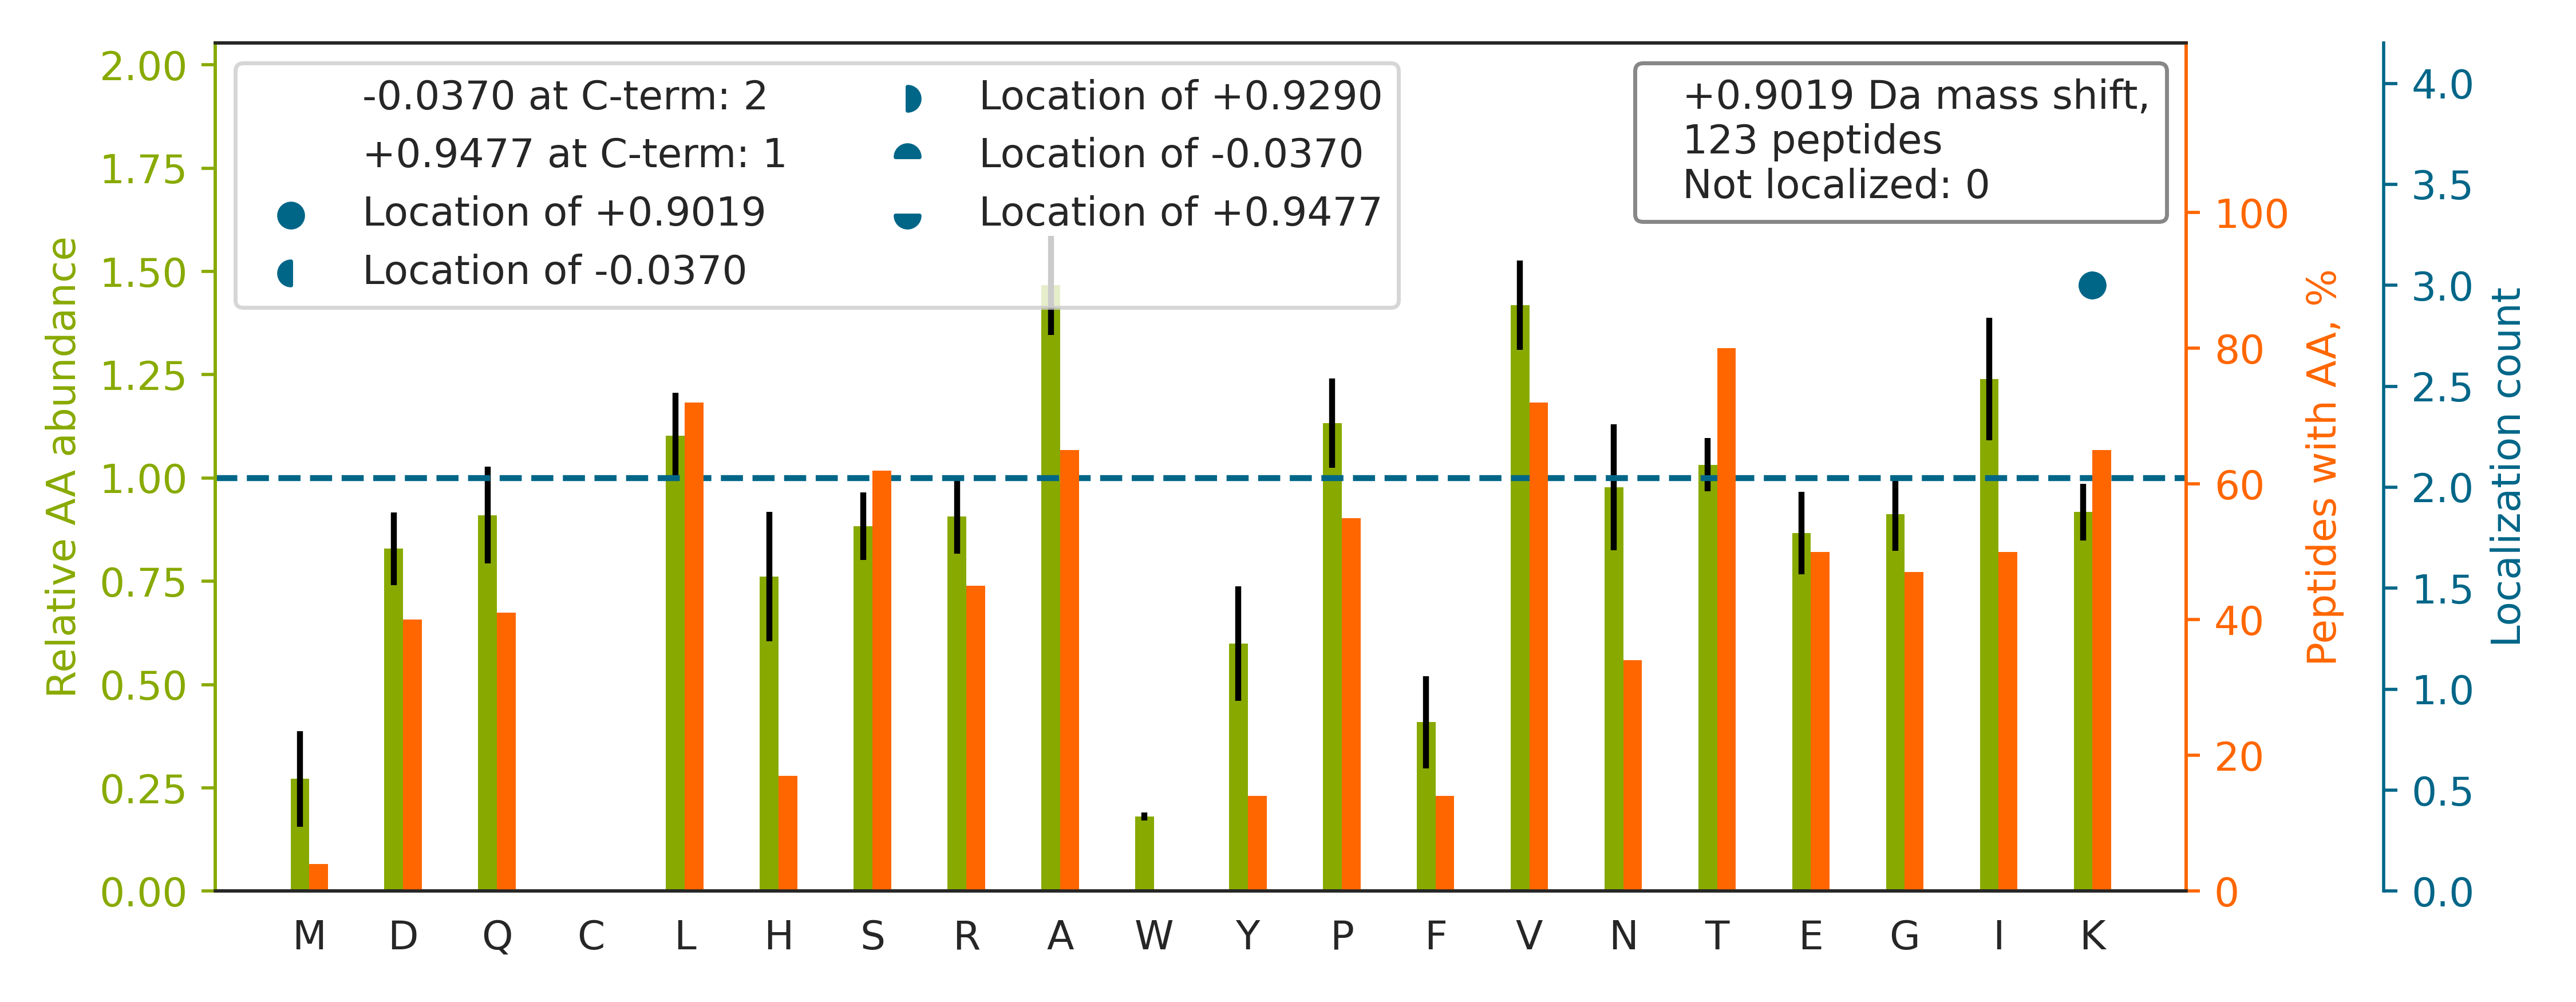 -0.0370 at C-term: 2
+0.9477 at C-term: 1
Location of +0.9019
Location of -0.0370
Location of +0.9290
Location of -0.0370
Location of +0.9477
+0.9019 Da mass shift,
123 peptides
Not localized: 0
Relative AA abundance
2.00
1.75
1.50
1.25
1.00
0.75
0.50
0.25
0.00
M D Q C L H S R A W Y P F V N T E G I K
100
80
60
40
20
0
Peptides with AA, %
4.0
3.5
3.0
2.5
2.0
1.5
1.0
0.5
0.0
Localization count